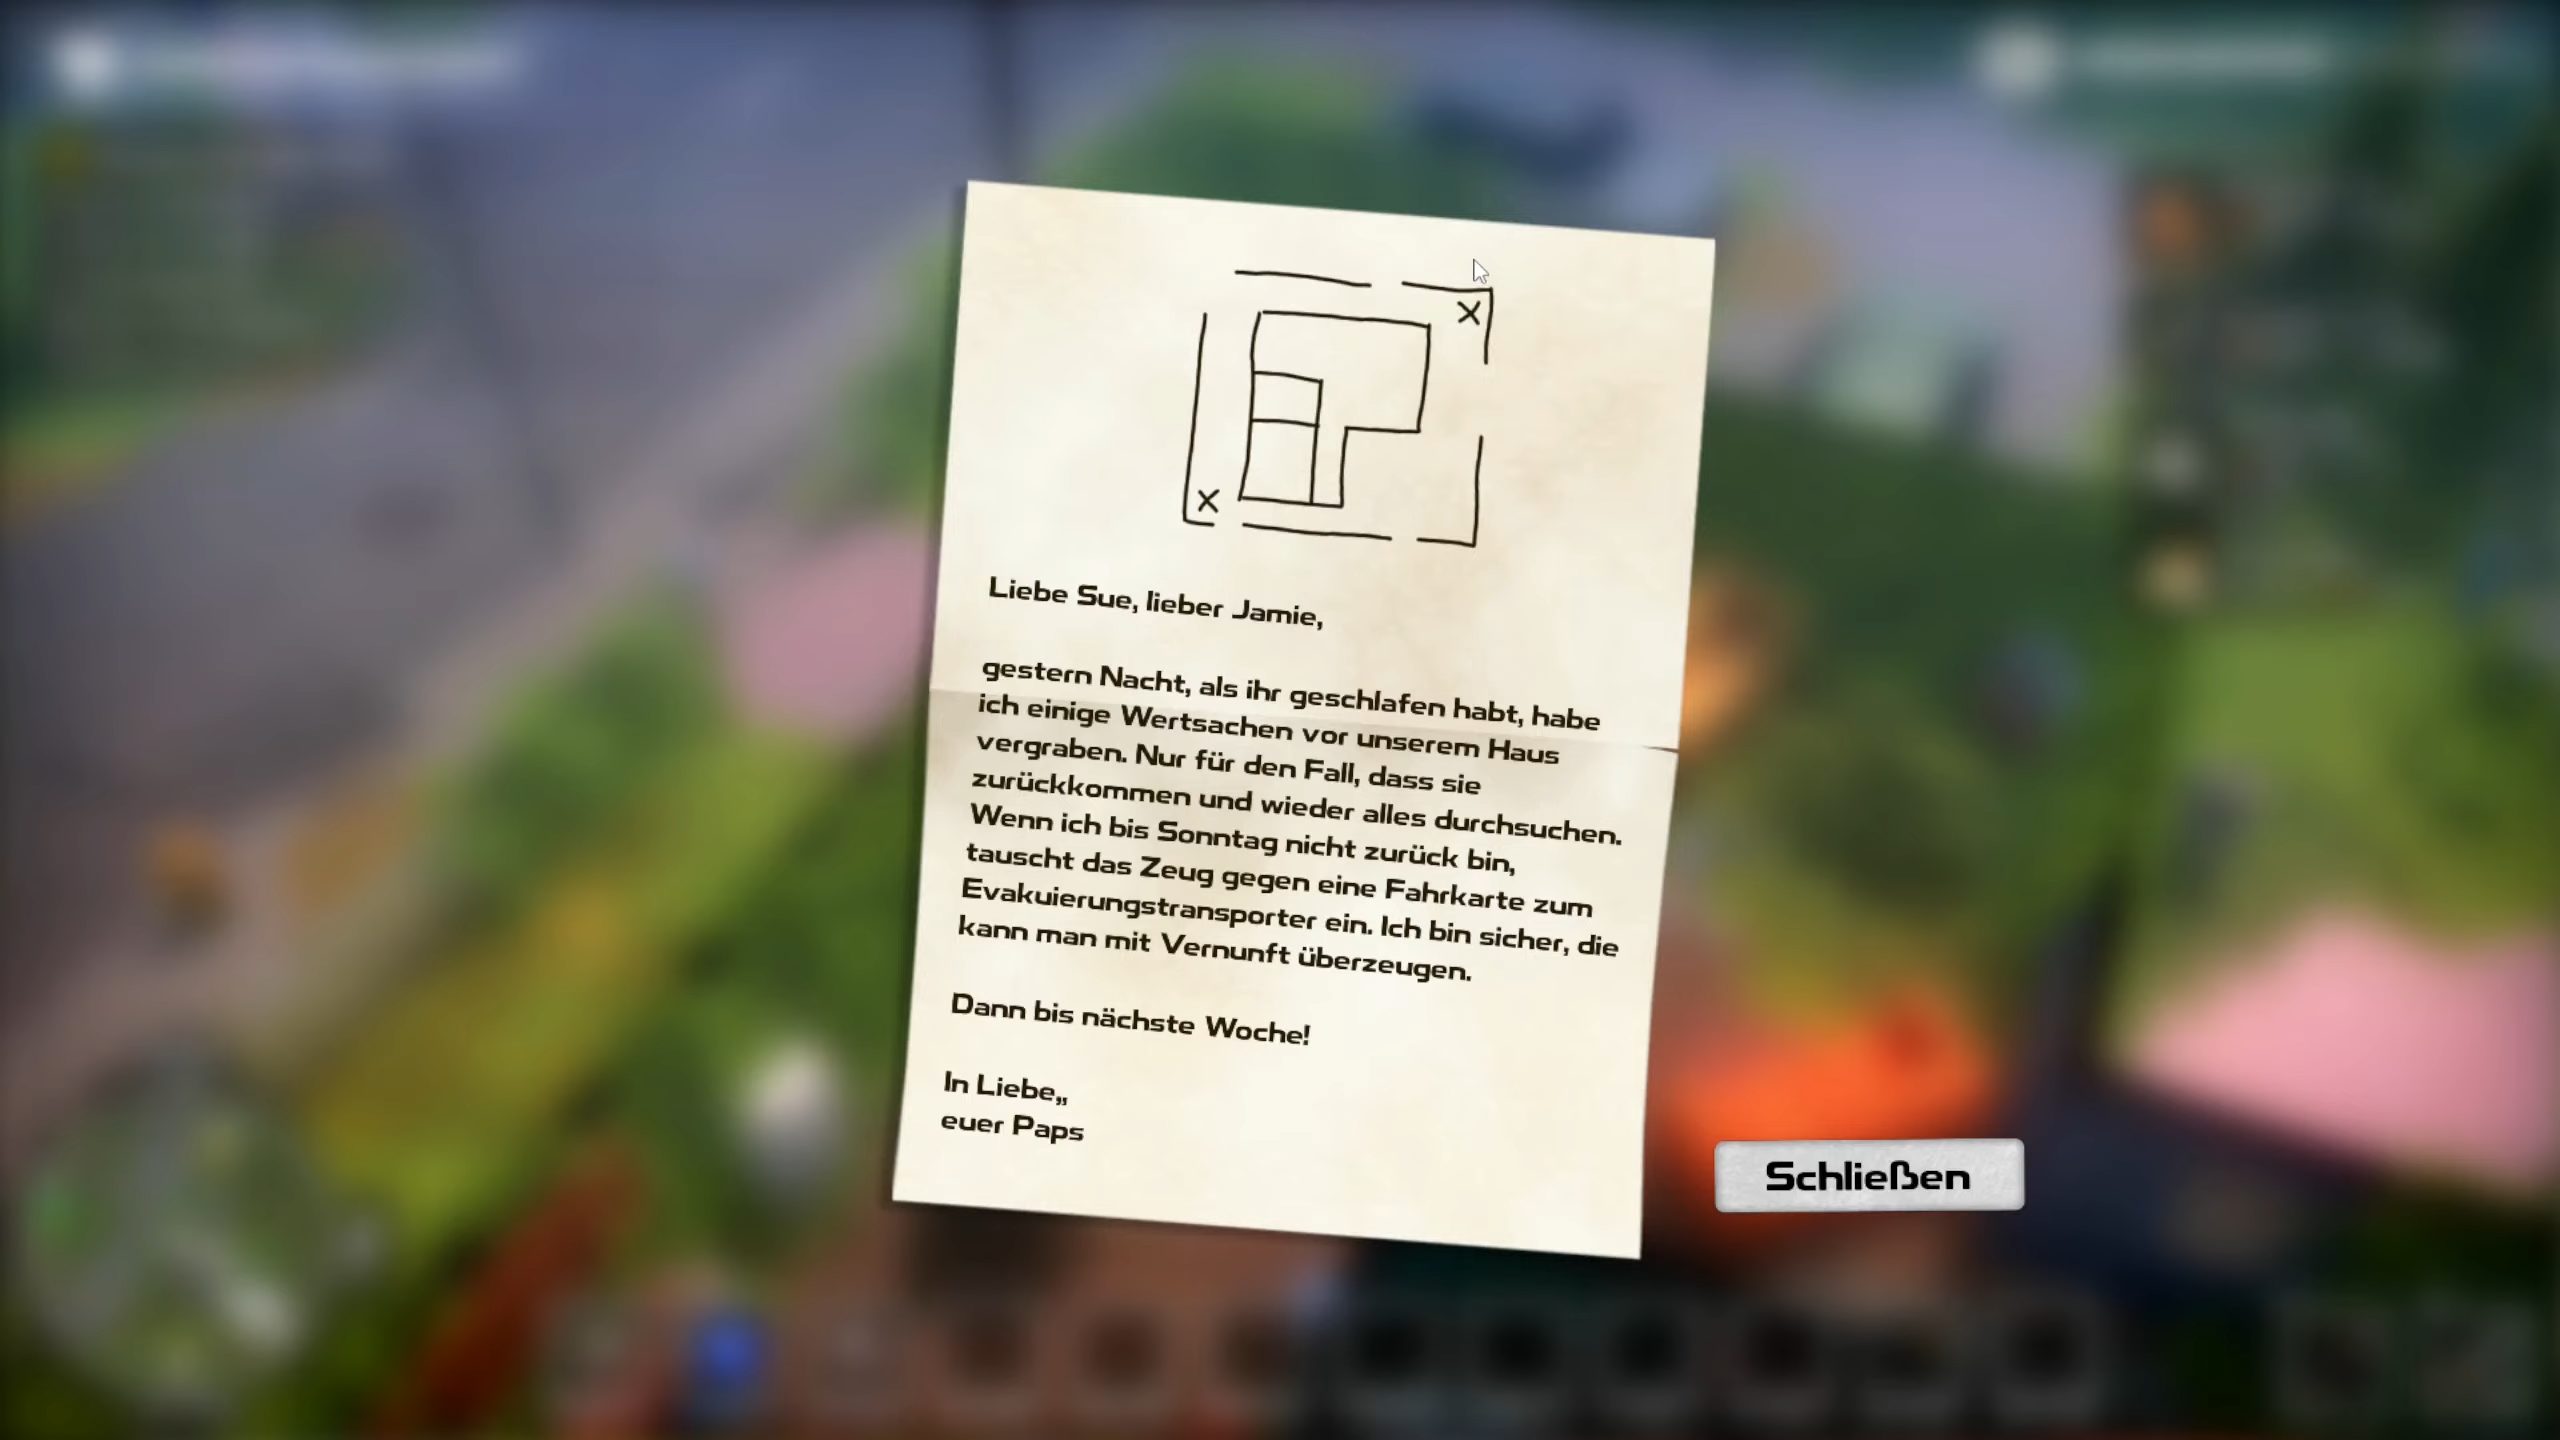 Liebe Sue, lieber Jamie,
gestern Nacht, als ihr geschlafen habt, habe
ich einige Wertsachen vor unserem Haus
vergraben. Nur für den Fall, dass sie
zurückkommen und wieder alles durchsuchen.
Wenn ich bis Sonntag nicht zurück bin,
tauscht das Zeug gegen eine Fahrkarte zum
Evakuierungstransporter ein. Ich bin sicher, die
kann man mit Vernunft überzeugen.
Dann bis nächste Woche!
In Liebe,,
euer Paps
Schließen